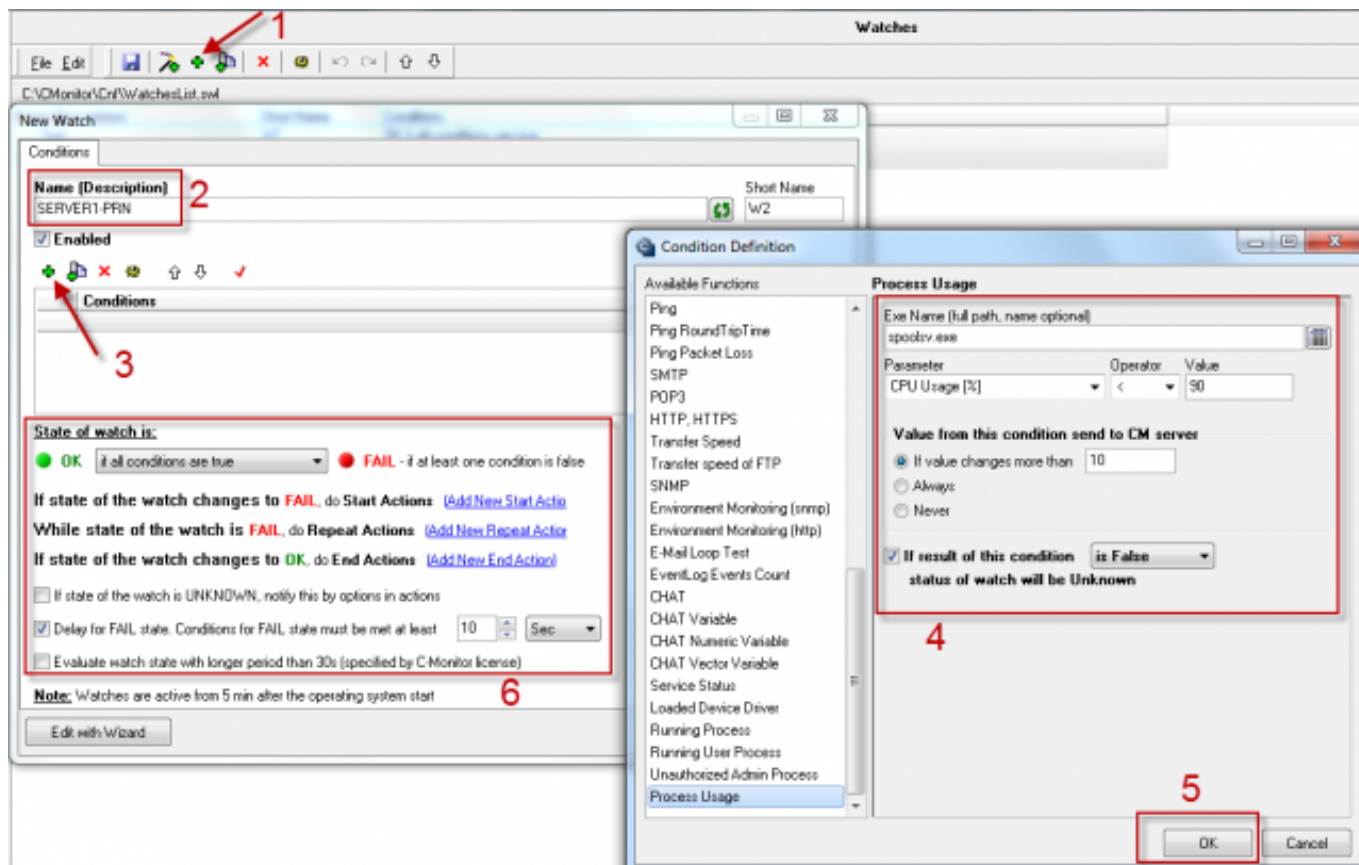 1
Watches
File Edit
C:\CMonitor\Cnf\WatchesList.swl
New Watch
Conditions
Name (Description)
SERVER1-PRN
2
Short Name
W2
Enabled
Conditions
3
State of watch is:
OK if all conditions are true FAIL - if at least one condition is false
If state of the watch changes to FAIL, do Start Actions (Add New Start Actio
While state of the watch is FAIL, do Repeat Actions (Add New Repeat Action
If state of the watch changes to OK, do End Actions (Add New End Action)
If state of the watch is UNKNOWN, notify this by options in actions
Delay for FAIL state. Conditions for FAIL state must be met at least 10 Sec
Evaluate watch state with longer period than 30s (specified by C-Monitor license)
6
Note: Watches are active from 5 min after the operating system start
Edit with Wizard
Condition Definition
Available Functions
Ping
Ping RoundTripTime
Ping Packet Loss
SMTP
POP3
HTTP, HTTPS
Transfer Speed
Transfer speed of FTP
SNMP
Environment Monitoring (snmp)
Environment Monitoring (http)
E-Mail Loop Test
EventLog Events Count
CHAT
CHAT Variable
CHAT Numeric Variable
CHAT Vector Variable
Service Status
Loaded Device Driver
Running Process
Running User Process
Unauthorized Admin Process
Process Usage
Process Usage
Exe Name (full path, name optional)
spoolsv.exe
Parameter Operator Value
CPU Usage [%] < 90
Value from this condition send to CM server
If value changes more than 10
Always
Never
If result of this condition is False
status of watch will be Unknown
4
5
OK Cancel